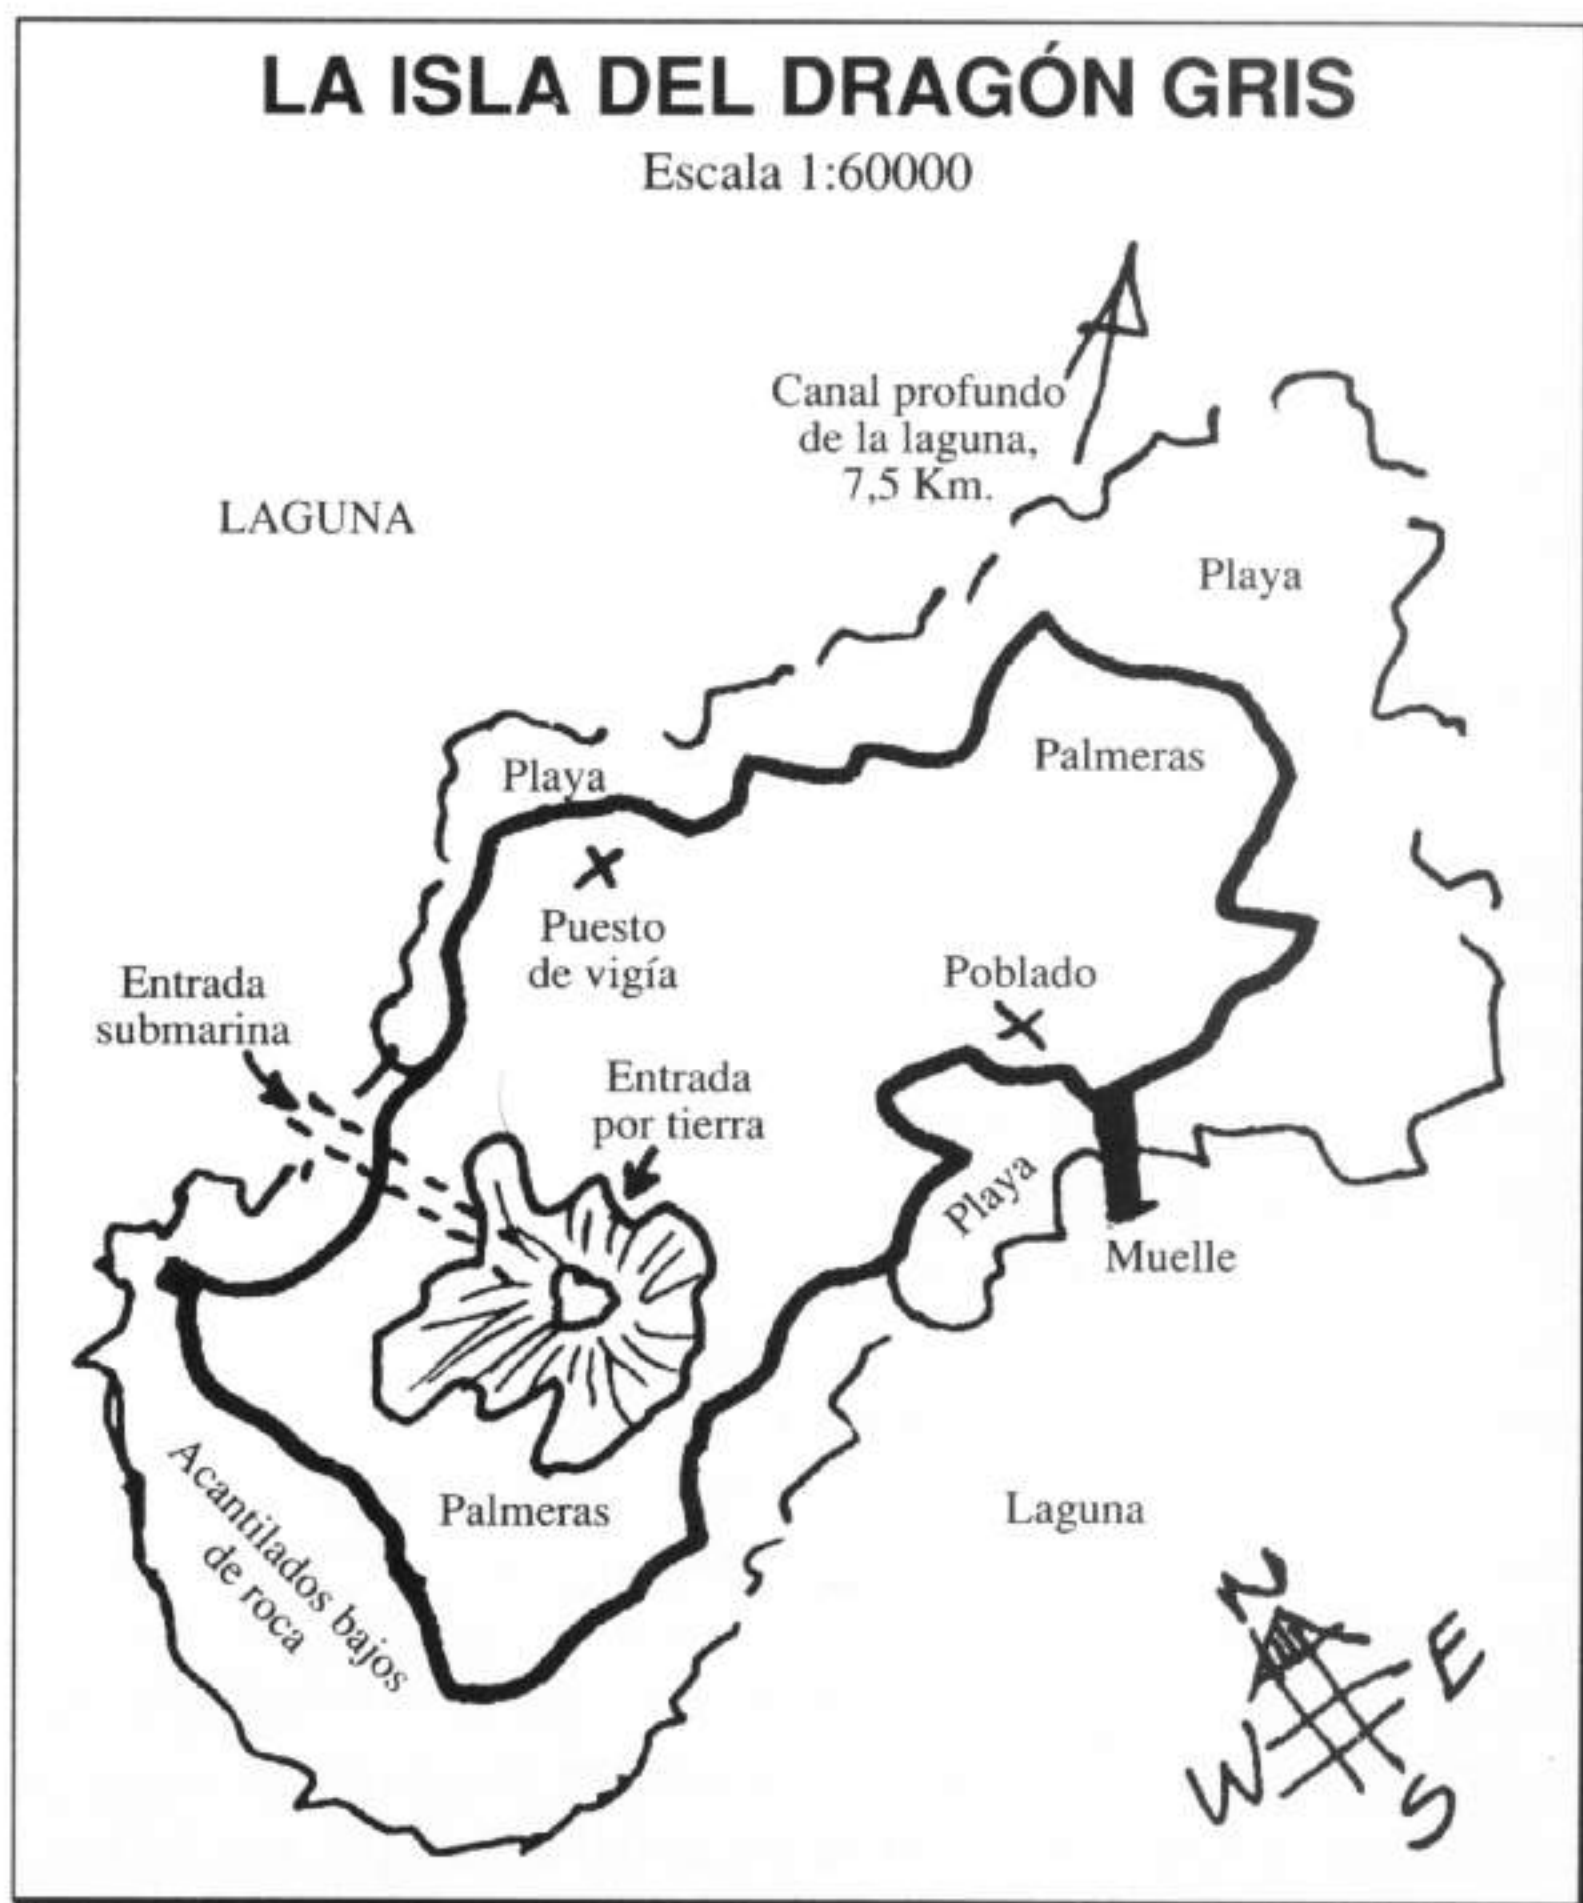 LA ISLA DEL DRAGÓN GRIS
Escala 1:60000
Canal profundo
de la laguna,
7,5 Km.
LAGUNA
Playa
Palmeras
Playa
Puesto
de vigía
Poblado
Entrada
submarina
Entrada
por tierra
Playa
Muelle
Acantilados bajos
de roca
Palmeras
Laguna
N
E
W
S